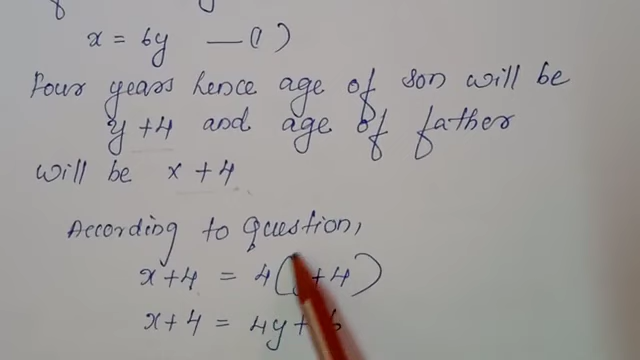 x = 6y —(1)
Four years hence age of son will be
y+4 and age of father
will be x+4
According to question,
x+4 = 4( +4)
x+4 = 4y+